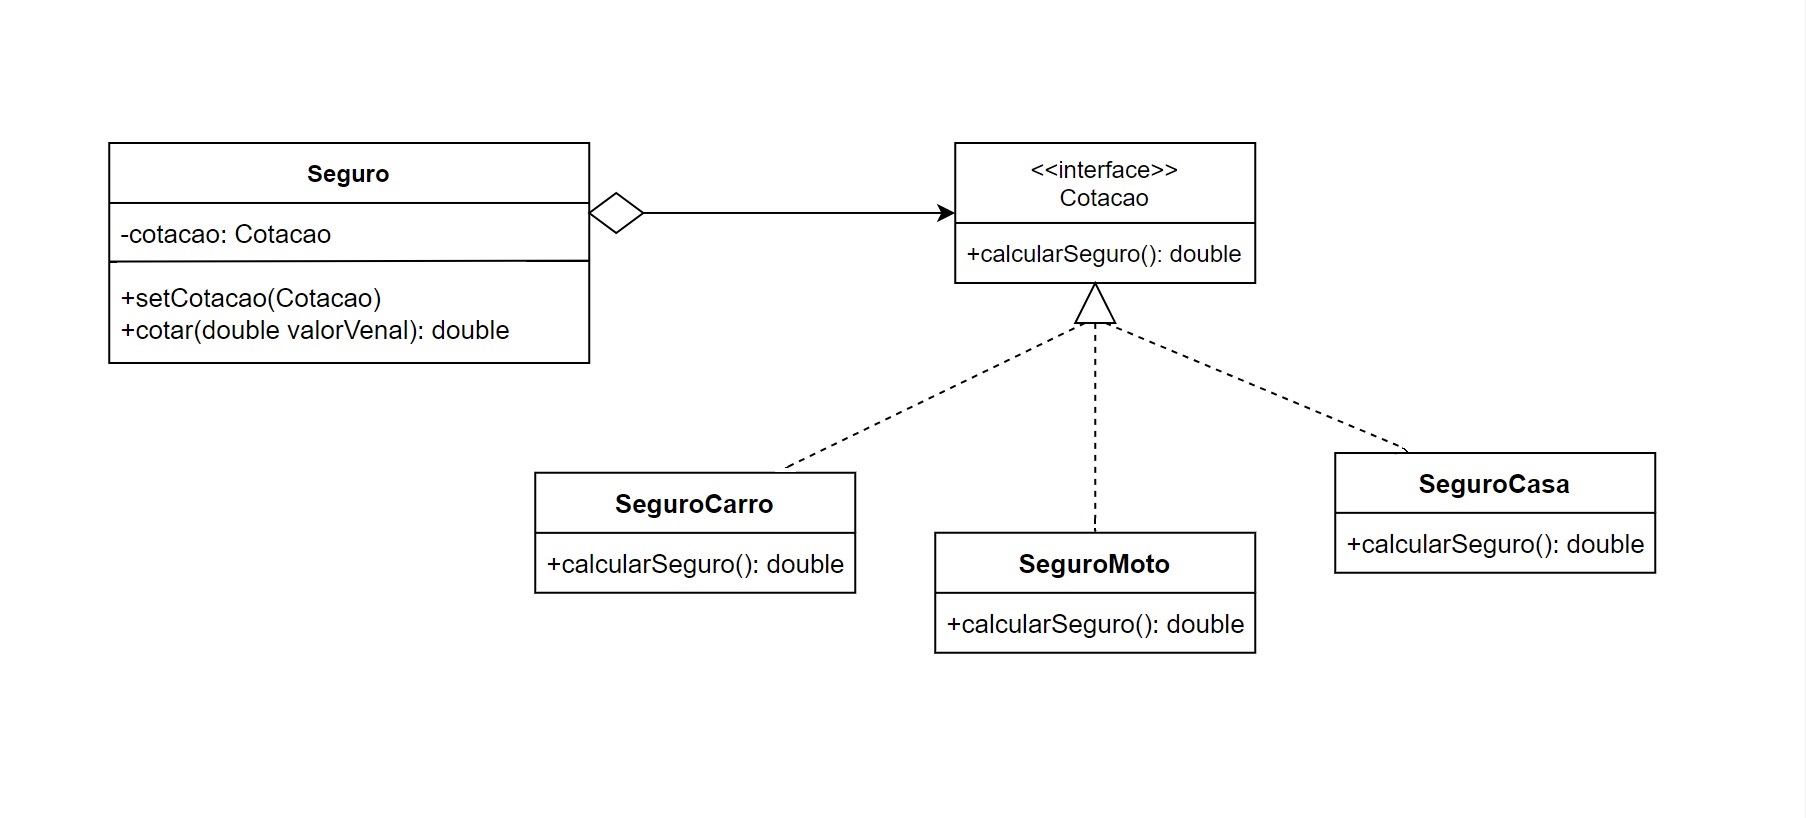 Seguro
-cotacao: Cotacao
+setCotacao(Cotacao)
+cotar(double valorVenal): double
<<interface>>
Cotacao
+calcularSeguro(): double
SeguroCarro
+calcularSeguro(): double
SeguroMoto
+calcularSeguro(): double
SeguroCasa
+calcularSeguro(): double